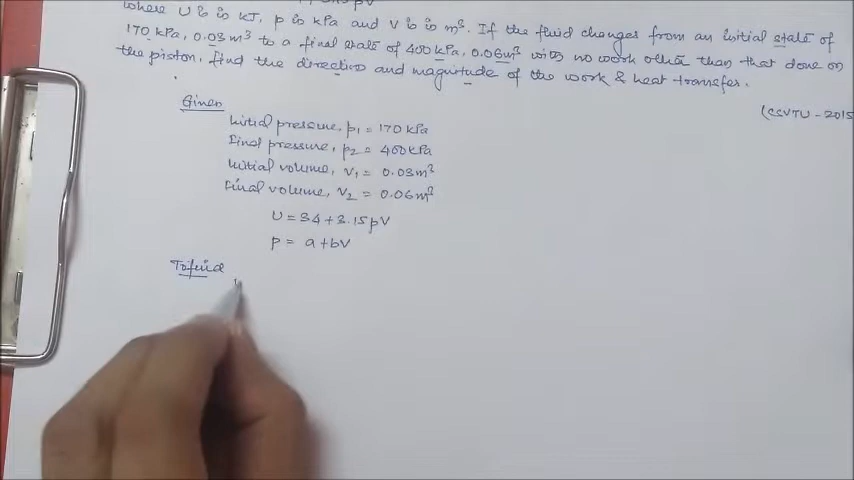 where U is in kJ, p is kPa and V is in m³. If the fluid changes from an initial state of
170 kPa, 0.03 m³ to a final state of 400 kPa, 0.06 m³ with no work other than that done on
the piston, find the direction and magnitude of the work & heat transfer.
(CSVTU - 2015
Given
Initial pressure, p₁ = 170 kPa
Final pressure, p₂ = 400 kPa
Initial volume, V₁ = 0.03 m³
Final volume, V₂ = 0.06 m³
U = 34 + 3.15 pV
p = a + bV
To find